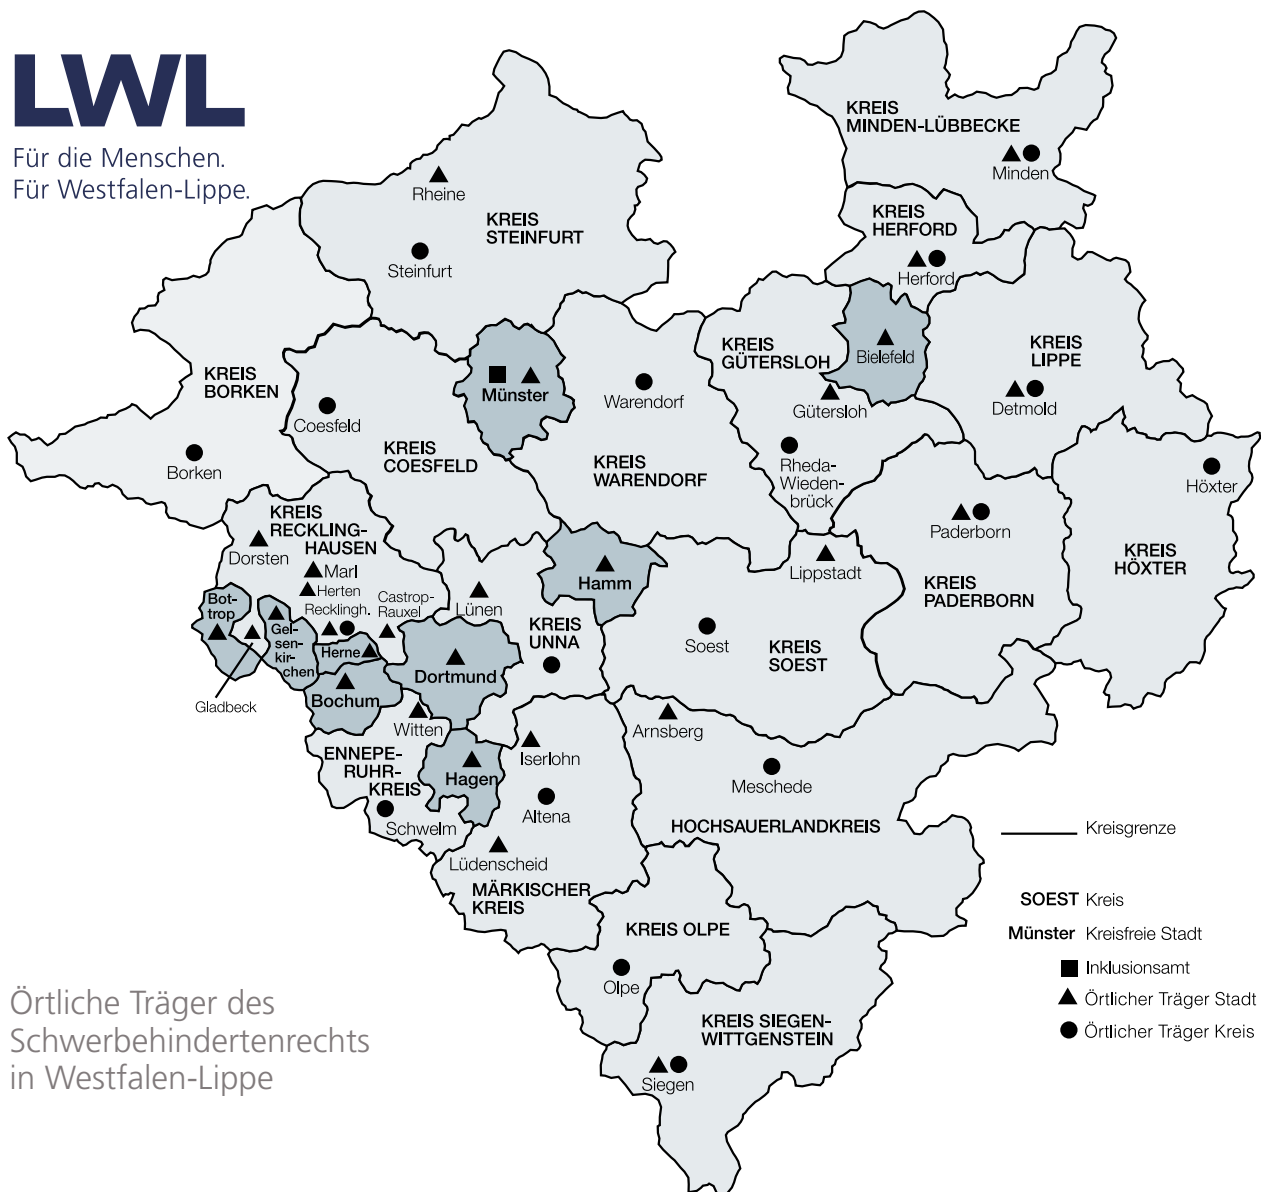 LWL
Für die Menschen.
Für Westfalen-Lippe.
KREIS
MINDEN-LÜBBECKE
Minden
Rheine
KREIS
STEINFURT
Steinfurt
KREIS
HERFORD
Herford
KREIS
BORKEN
Borken
Coesfeld
KREIS
COESFELD
Münster
Warendorf
KREIS
WARENDORF
KREIS
GÜTERSLOH
Gütersloh
Rheda-
Wieden-
brück
Bielefeld
KREIS
LIPPE
Detmold
Höxter
KREIS
HÖXTER
Paderborn
KREIS
PADERBORN
KREIS
RECKLING-
HAUSEN
Dorsten
Marl
Herten
Recklingh.
Castrop-
Rauxel
Bot-
trop
Gel-
sen-
kir-
chen
Gladbeck
Herne
Bochum
Lünen
KREIS
UNNA
Dortmund
Hamm
Lippstadt
Soest
KREIS
SOEST
Witten
ENNEPE-
RUHR-
KREIS
Schwelm
Hagen
Iserlohn
Altena
Lüdenscheid
MÄRKISCHER
KREIS
Arnsberg
Meschede
HOCHSAUERLANDKREIS
KREIS OLPE
Olpe
KREIS SIEGEN-
WITTGENSTEIN
Siegen
Kreisgrenze
SOEST Kreis
Münster Kreisfreie Stadt
Inklusionsamt
Örtlicher Träger Stadt
Örtlicher Träger Kreis
Örtliche Träger des
Schwerbehindertenrechts
in Westfalen-Lippe